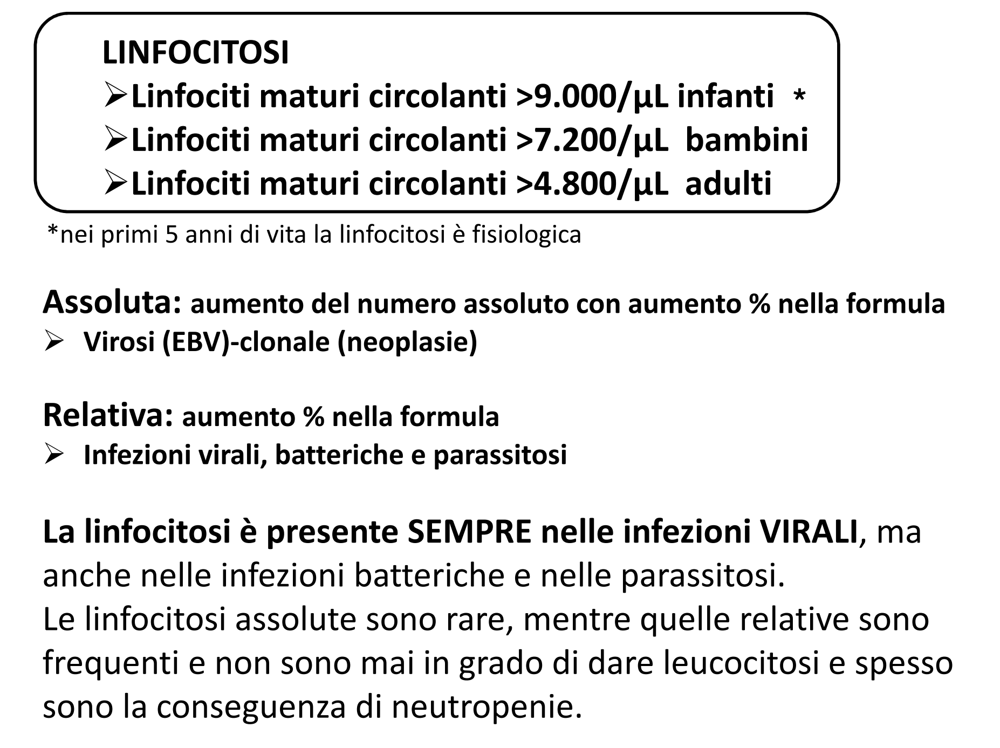 LINFOCITOSI
➢Linfociti maturi circolanti >9.000/µL infanti *
➢Linfociti maturi circolanti >7.200/µL bambini
➢Linfociti maturi circolanti >4.800/µL adulti
*nei primi 5 anni di vita la linfocitosi è fisiologica
Assoluta: aumento del numero assoluto con aumento % nella formula
➢ Virosi (EBV)-clonale (neoplasie)
Relativa: aumento % nella formula
➢ Infezioni virali, batteriche e parassitosi
La linfocitosi è presente SEMPRE nelle infezioni VIRALI, ma
anche nelle infezioni batteriche e nelle parassitosi.
Le linfocitosi assolute sono rare, mentre quelle relative sono
frequenti e non sono mai in grado di dare leucocitosi e spesso
sono la conseguenza di neutropenie.